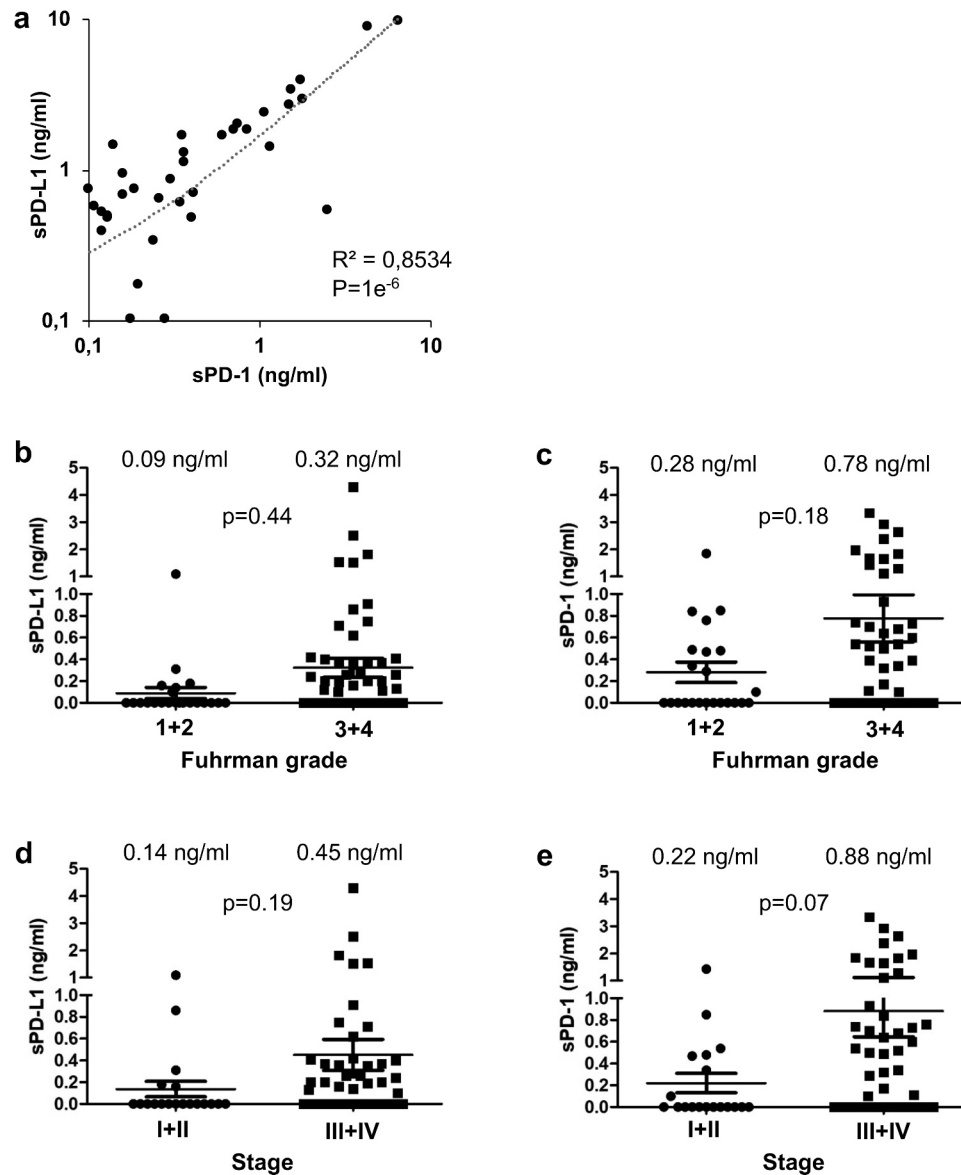 a
10
1
0,1
sPD-L1 (ng/ml)
R² = 0,8534
P=1e⁻⁶
0,1 1 10
sPD-1 (ng/ml)
b
0.09 ng/ml 0.32 ng/ml
p=0.44
sPD-L1 (ng/ml)
5
4
3
2
1
1.0
0.8
0.6
0.4
0.2
0.0
1+2 3+4
Fuhrman grade
c
0.28 ng/ml 0.78 ng/ml
p=0.18
sPD-1 (ng/ml)
5
4
3
2
1
1.0
0.8
0.6
0.4
0.2
0.0
1+2 3+4
Fuhrman grade
d
0.14 ng/ml 0.45 ng/ml
p=0.19
sPD-L1 (ng/ml)
5
4
3
2
1
1.0
0.8
0.6
0.4
0.2
0.0
I+II III+IV
Stage
e
0.22 ng/ml 0.88 ng/ml
p=0.07
sPD-1 (ng/ml)
5
4
3
2
1
1.0
0.8
0.6
0.4
0.2
0.0
I+II III+IV
Stage